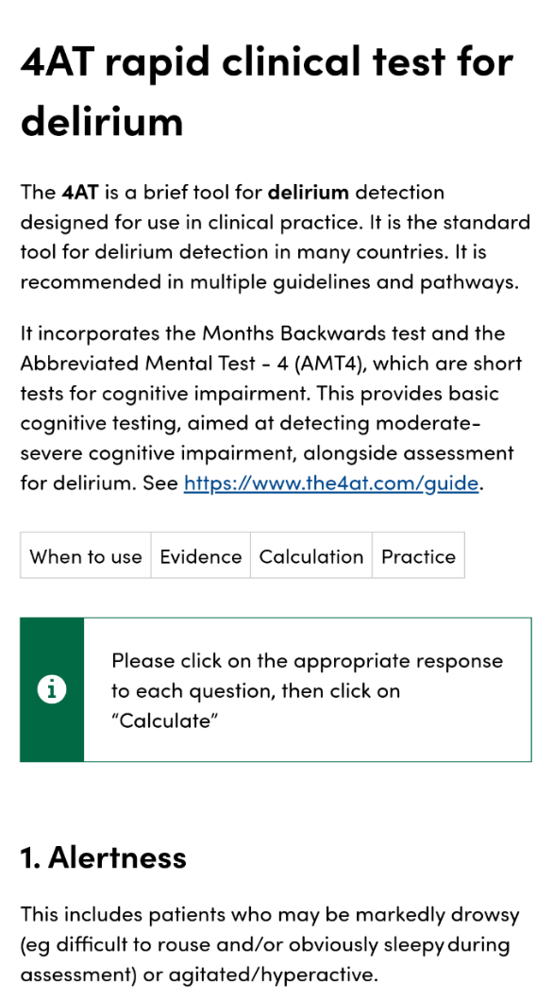 4AT rapid clinical test for
delirium
The 4AT is a brief tool for delirium detection
designed for use in clinical practice. It is the standard
tool for delirium detection in many countries. It is
recommended in multiple guidelines and pathways.
It incorporates the Months Backwards test and the
Abbreviated Mental Test - 4 (AMT4), which are short
tests for cognitive impairment. This provides basic
cognitive testing, aimed at detecting moderate-
severe cognitive impairment, alongside assessment
for delirium. See https://www.the4at.com/guide.
When to use Evidence Calculation Practice
Please click on the appropriate response
to each question, then click on
“Calculate”
1. Alertness
This includes patients who may be markedly drowsy
(eg difficult to rouse and/or obviously sleepy during
assessment) or agitated/hyperactive.